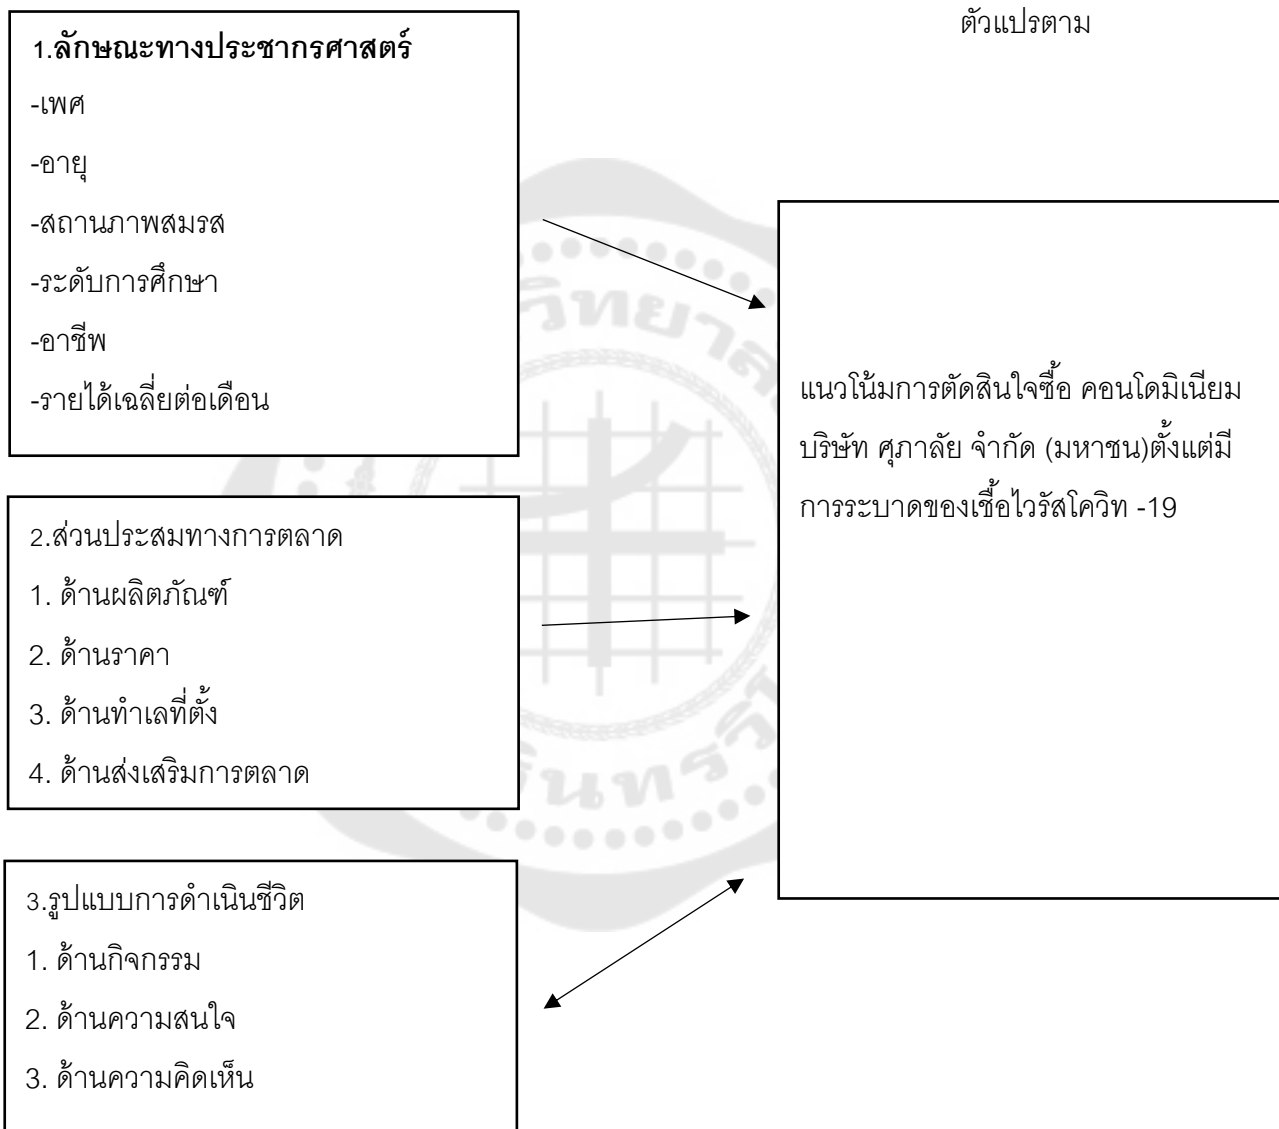 ตัวแปรตาม
1.ลักษณะทางประชากรศาสตร์
-เพศ
-อายุ
-สถานภาพสมรส
-ระดับการศึกษา
-อาชีพ
-รายได้เฉลี่ยต่อเดือน
2.ส่วนประสมทางการตลาด
1. ด้านผลิตภัณฑ์
2. ด้านราคา
3. ด้านทำเลที่ตั้ง
4. ด้านส่งเสริมการตลาด
3.รูปแบบการดำเนินชีวิต
1. ด้านกิจกรรม
2. ด้านความสนใจ
3. ด้านความคิดเห็น
แนวโน้มการตัดสินใจซื้อ คอนโดมิเนียม
บริษัท ศุภาลัย จำกัด (มหาชน)ตั้งแต่มี
การระบาดของเชื้อไวรัสโควิท -19